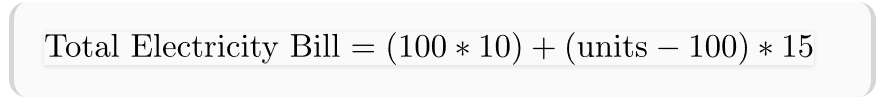 Total Electricity Bill = (100 ∗ 10) + (units − 100) ∗ 15